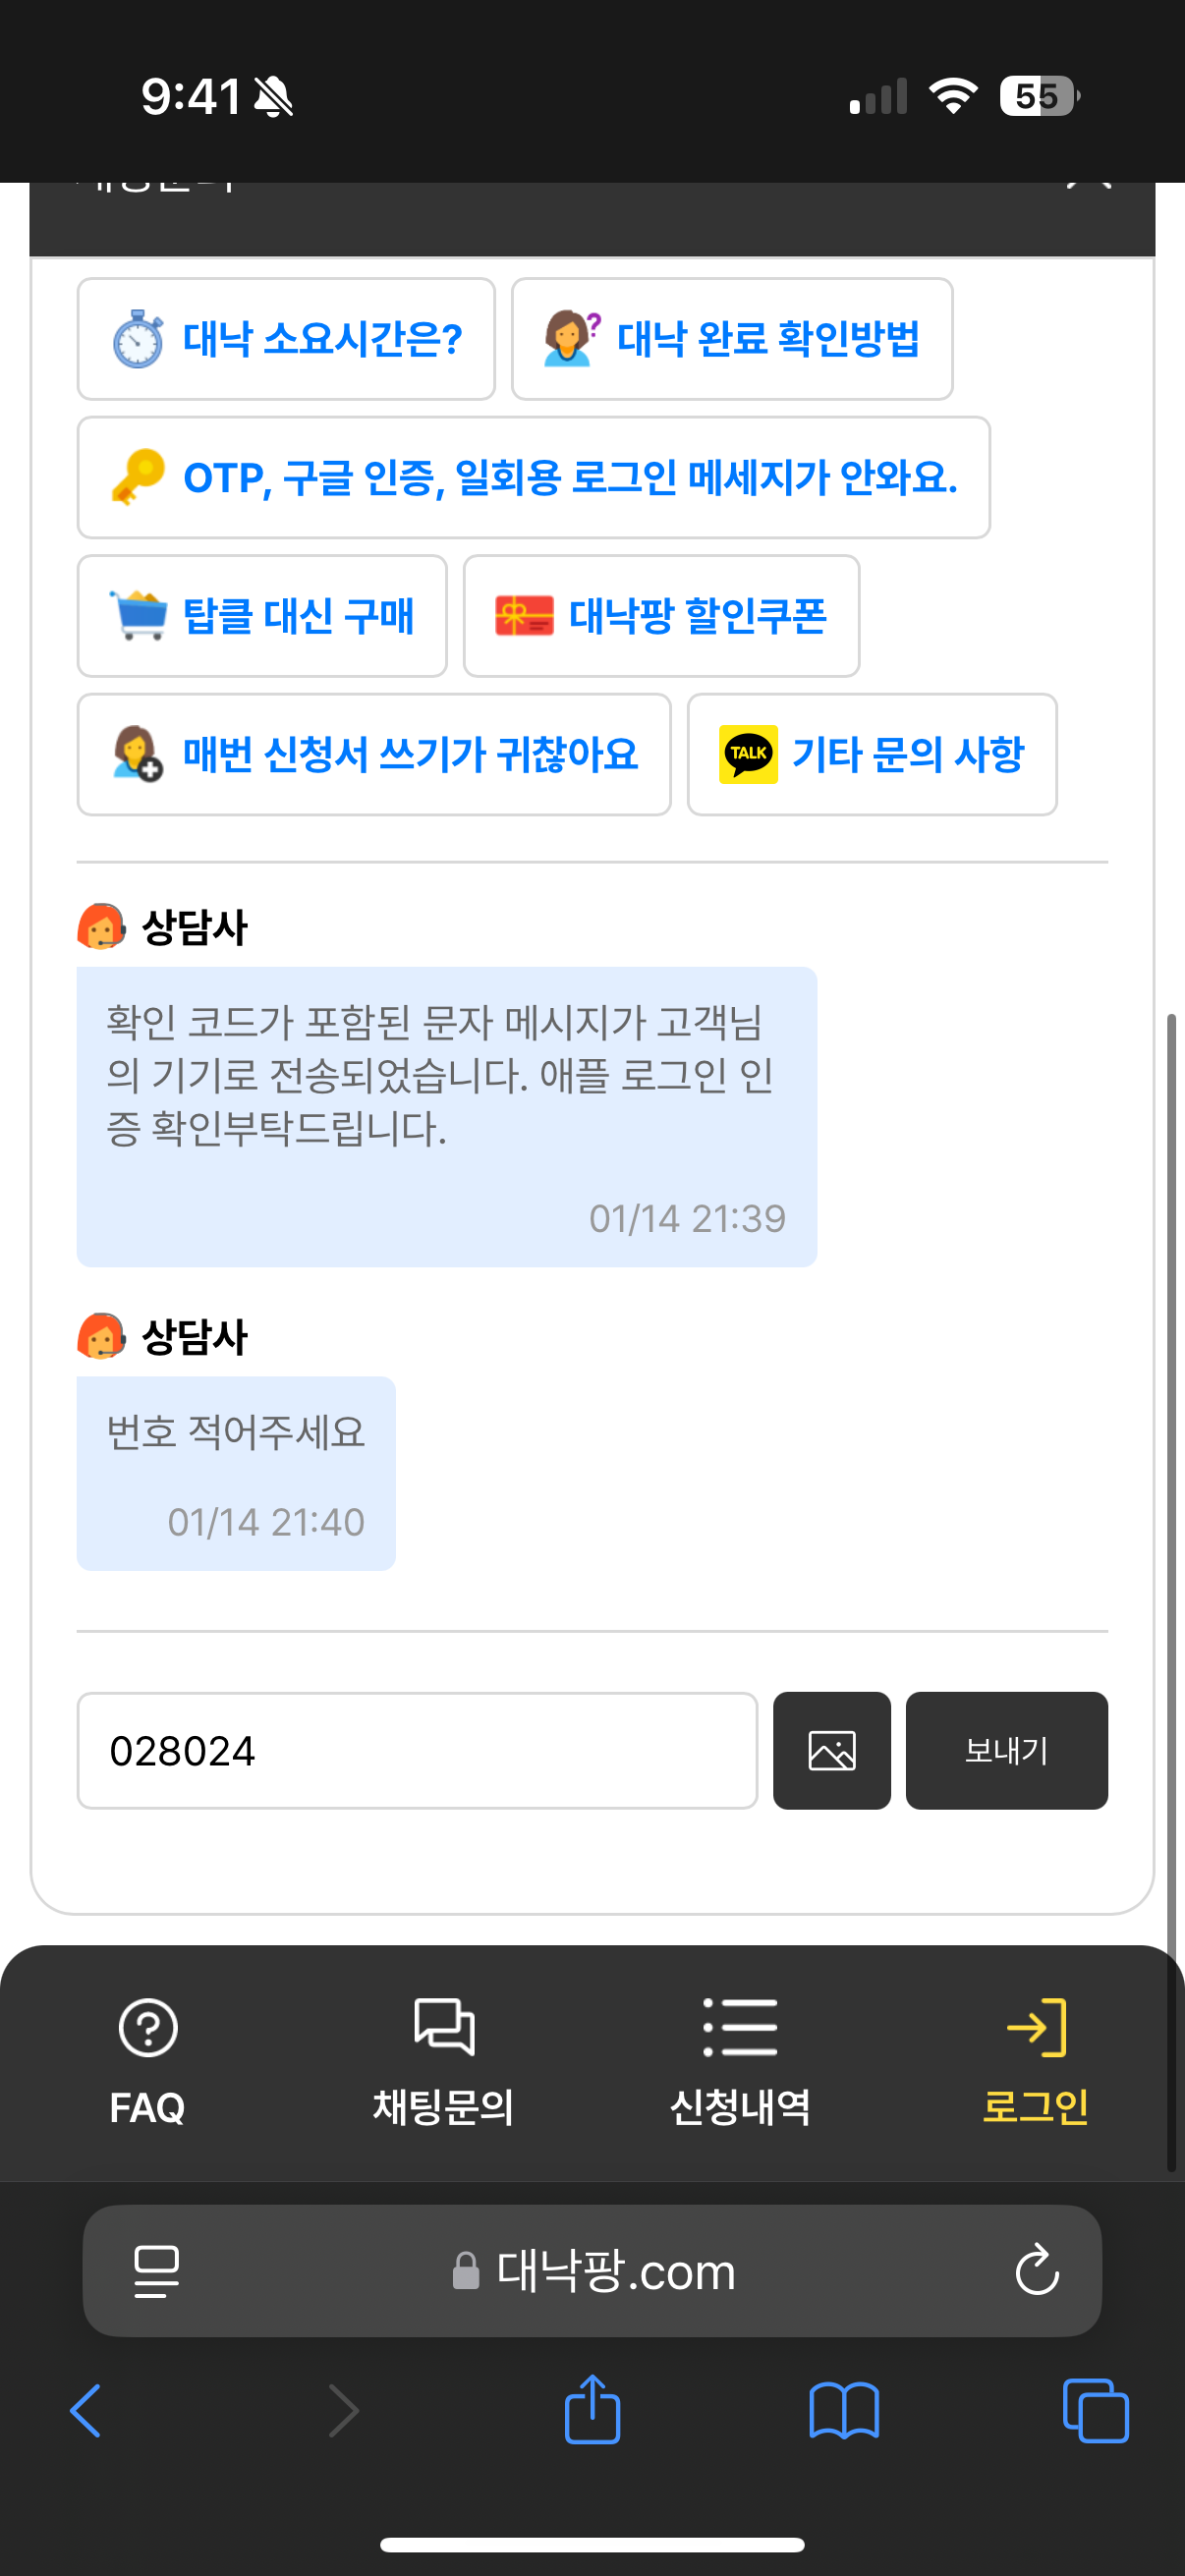 9:41
55
대낙 소요시간은?
대낙 완료 확인방법
OTP, 구글 인증, 일회용 로그인 메세지가 안와요.
탑클 대신 구매
대낙팡 할인쿠폰
매번 신청서 쓰기가 귀찮아요
TALK 기타 문의 사항
상담사
확인 코드가 포함된 문자 메시지가 고객님
의 기기로 전송되었습니다. 애플 로그인 인
증 확인부탁드립니다.
01/14 21:39
상담사
번호 적어주세요
01/14 21:40
028024
보내기
FAQ
채팅문의
신청내역
로그인
대낙팡.com